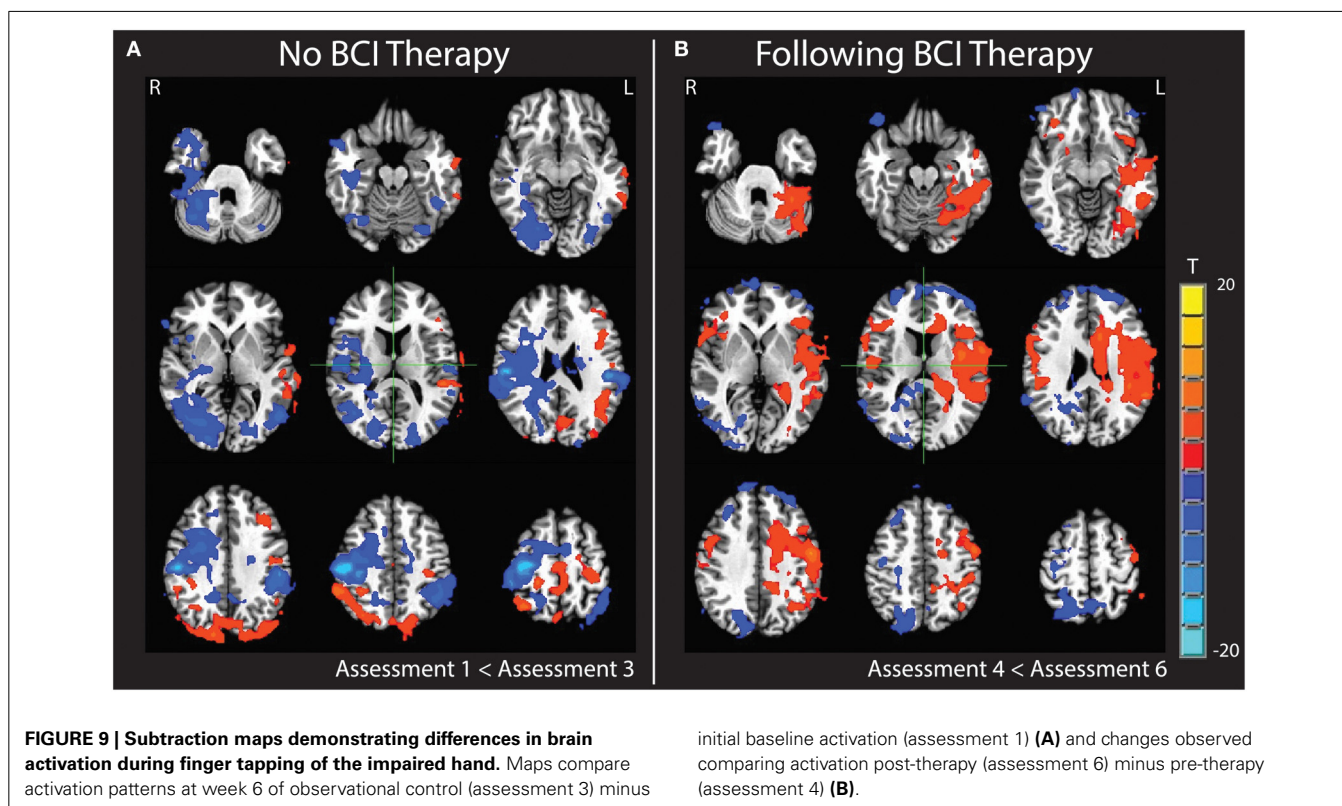 A
No BCI Therapy
R
L
Assessment 1 < Assessment 3
B
Following BCI Therapy
R
L
Assessment 4 < Assessment 6
T
20
-20
FIGURE 9 | Subtraction maps demonstrating differences in brain
activation during finger tapping of the impaired hand. Maps compare
activation patterns at week 6 of observational control (assessment 3) minus
initial baseline activation (assessment 1) (A) and changes observed
comparing activation post-therapy (assessment 6) minus pre-therapy
(assessment 4) (B).